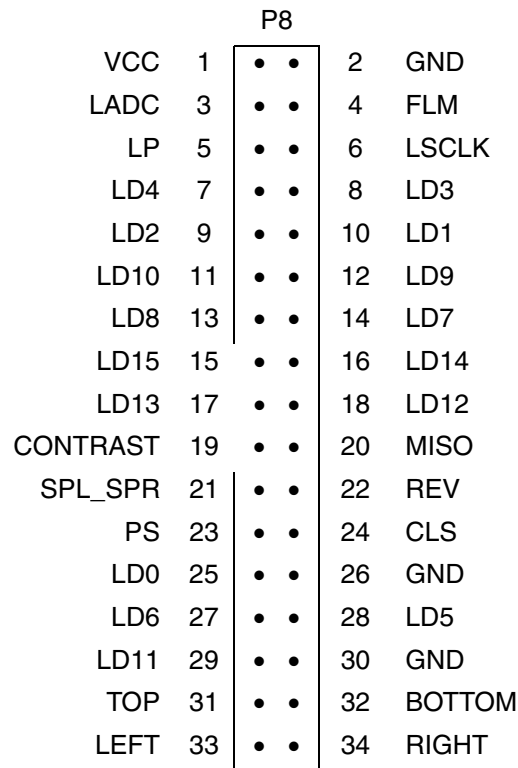 P8
VCC 1 2 GND
LADC 3 4 FLM
LP 5 6 LSCLK
LD4 7 8 LD3
LD2 9 10 LD1
LD10 11 12 LD9
LD8 13 14 LD7
LD15 15 16 LD14
LD13 17 18 LD12
CONTRAST 19 20 MISO
SPL_SPR 21 22 REV
PS 23 24 CLS
LD0 25 26 GND
LD6 27 28 LD5
LD11 29 30 GND
TOP 31 32 BOTTOM
LEFT 33 34 RIGHT